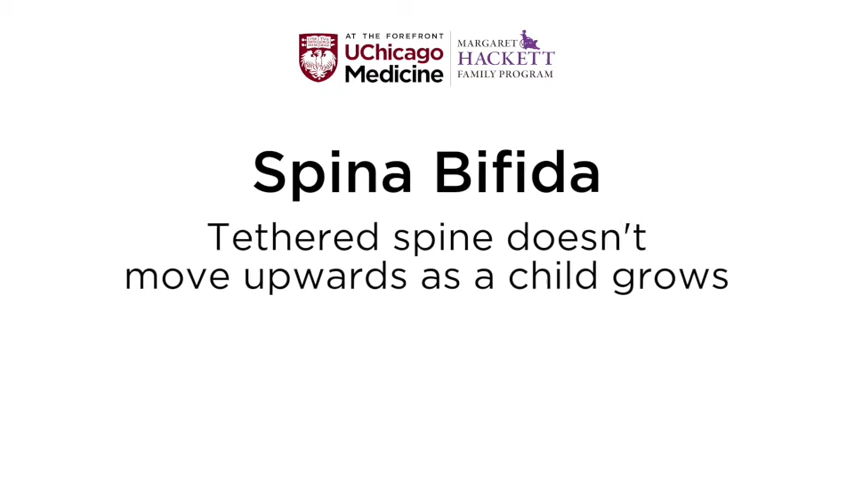 AT THE FOREFRONT
UChicago
Medicine
MARGARET
HACKETT
FAMILY PROGRAM
Spina Bifida
Tethered spine doesn't
move upwards as a child grows